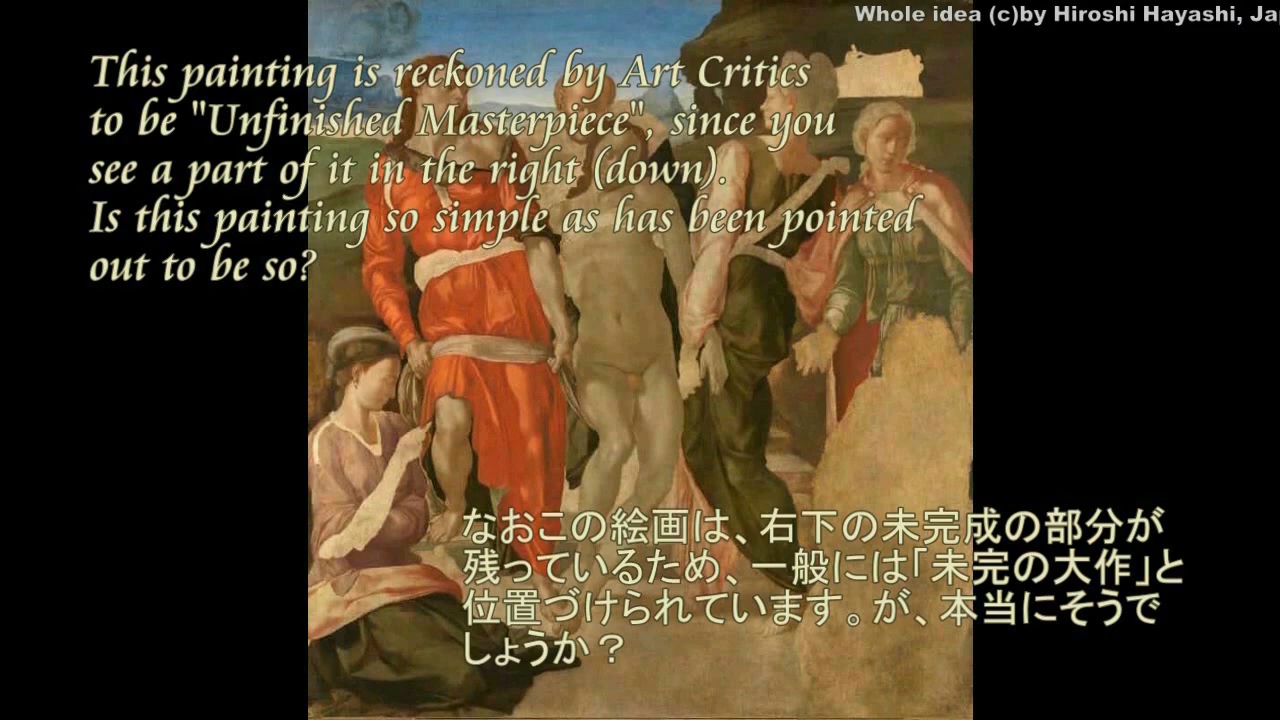 Whole idea (c)by Hiroshi Hayashi, Ja
This painting is reckoned by Art Critics
to be "Unfinished Masterpiece", since you
see a part of it in the right (down).
Is this painting so simple as has been pointed
out to be so?
なおこの絵画は、右下の未完成の部分が
残っているため、一般には「未完の大作」と
位置づけられています。が、本当にそうで
しょうか？